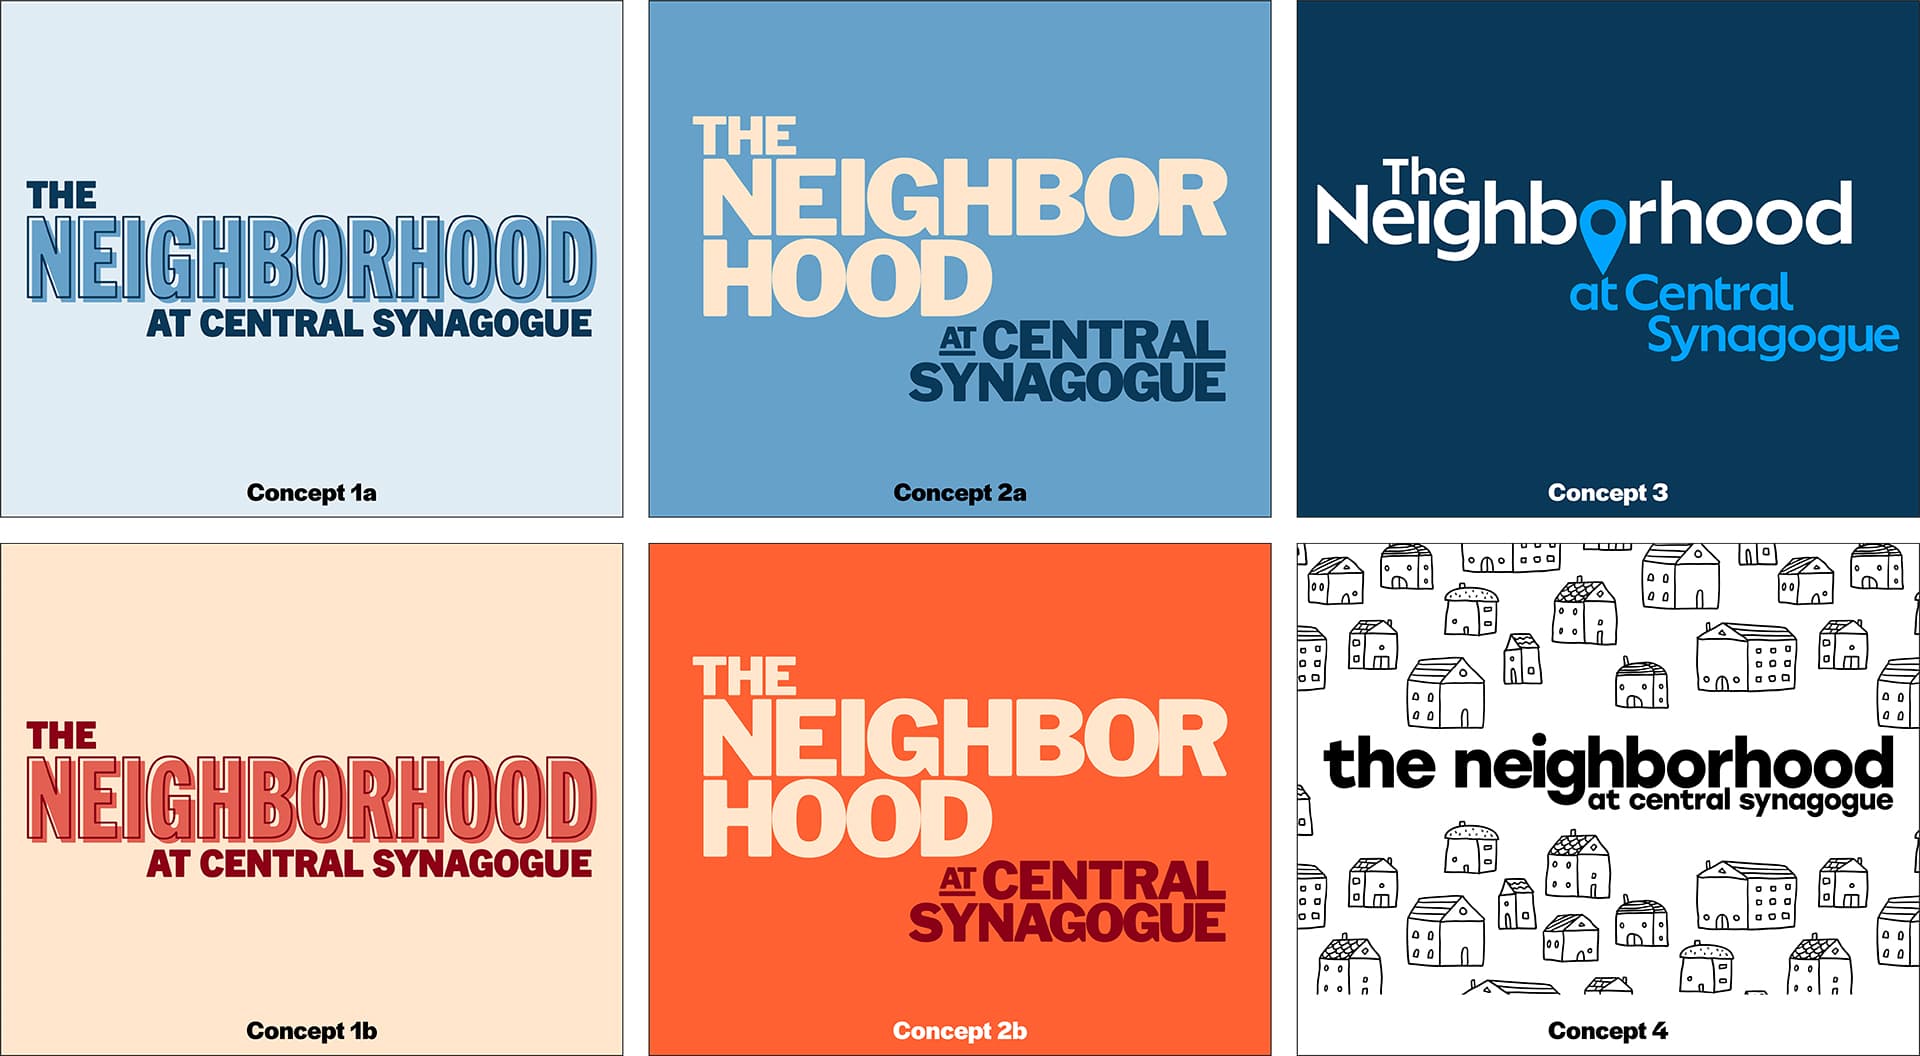 THE
NEIGHBORHOOD
AT CENTRAL SYNAGOGUE
Concept 1a
THE
NEIGHBOR
HOOD
AT CENTRAL
SYNAGOGUE
Concept 2a
The
Neighborhood
at Central
Synagogue
Concept 3
THE
NEIGHBORHOOD
AT CENTRAL SYNAGOGUE
Concept 1b
THE
NEIGHBOR
HOOD
AT CENTRAL
SYNAGOGUE
Concept 2b
the neighborhood
at central synagogue
Concept 4